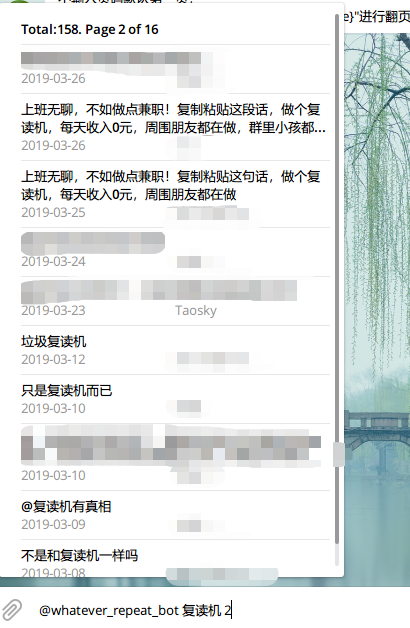 e}"进行翻页
Total:158. Page 2 of 16
2019-03-26
上班无聊，不如做点兼职！复制粘贴这段话，做个复
读机，每天收入0元，周围朋友都在做，群里小孩都...
2019-03-26
上班无聊，不如做点兼职！复制粘贴这句话，做个复
读机，每天收入0元，周围朋友都在做
2019-03-25
2019-03-24
2019-03-23 Taosky
垃圾复读机
2019-03-12
只是复读机而已
2019-03-10
2019-03-10
@复读机有真相
2019-03-09
不是和复读机一样吗
2019-03-08
@whatever_repeat_bot 复读机 2